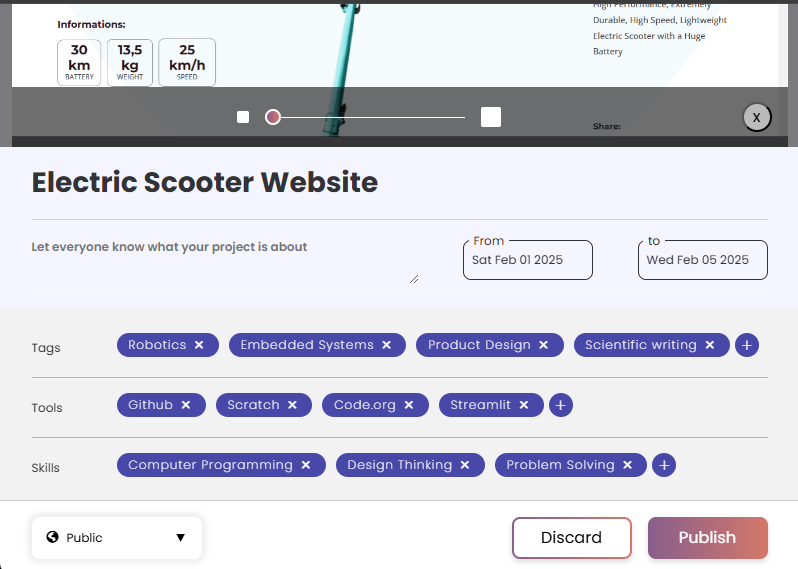 High Performance, Extremely
Durable, High Speed, Lightweight
Electric Scooter with a Huge
Battery
Informations:
30 km
BATTERY
13,5 kg
WEIGHT
25 km/h
SPEED
Share:
X
Electric Scooter Website
Let everyone know what your project is about
From
Sat Feb 01 2025
to
Wed Feb 05 2025
Tags
Robotics ×
Embedded Systems ×
Product Design ×
Scientific writing ×
+
Tools
Github ×
Scratch ×
Code.org ×
Streamlit ×
+
Skills
Computer Programming ×
Design Thinking ×
Problem Solving ×
+
Public
Discard
Publish